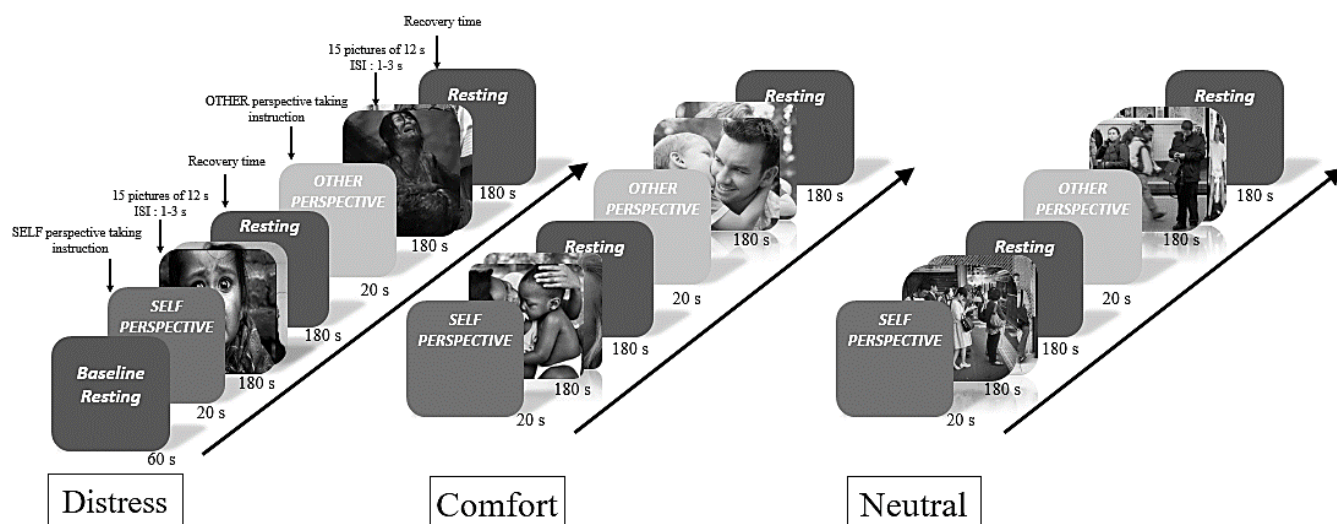 Recovery time
15 pictures of 12 s
ISI : 1-3 s
OTHER perspective taking
instruction
Recovery time
15 pictures of 12 s
ISI : 1-3 s
SELF perspective taking
instruction
Baseline
Resting
60 s
SELF
PERSPECTIVE
20 s
180 s
Resting
180 s
OTHER
PERSPECTIVE
20 s
180 s
Resting
180 s
Distress
SELF
PERSPECTIVE
20 s
180 s
Resting
180 s
OTHER
PERSPECTIVE
20 s
180 s
Resting
180 s
Comfort
SELF
PERSPECTIVE
20 s
180 s
Resting
180 s
OTHER
PERSPECTIVE
20 s
180 s
Resting
180 s
Neutral